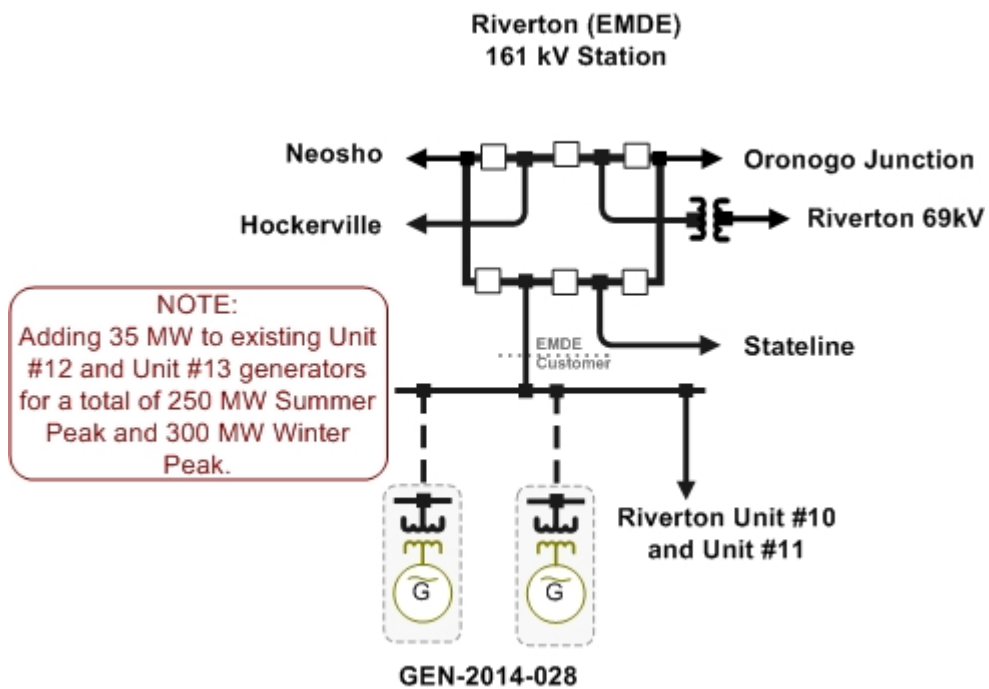 Riverton (EMDE)
161 kV Station
Neosho
Oronogo Junction
Hockerville
Riverton 69kV
NOTE:
Adding 35 MW to existing Unit
#12 and Unit #13 generators
for a total of 250 MW Summer
Peak and 300 MW Winter
Peak.
EMDE
Customer
Stateline
Riverton Unit #10
and Unit #11
G
G
GEN-2014-028